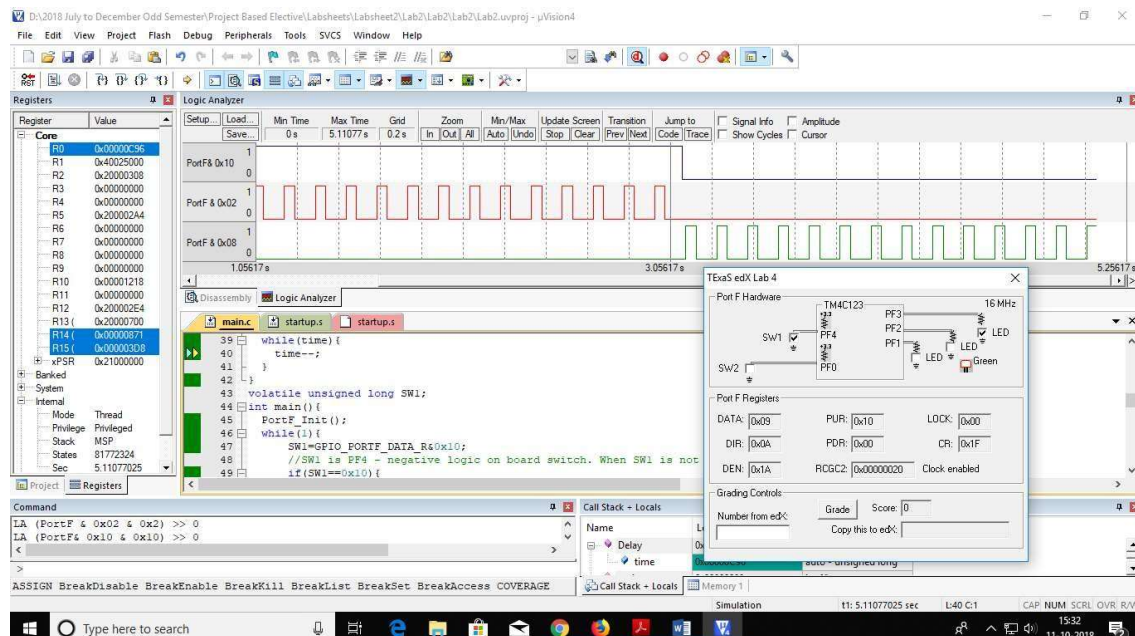 D:\2018 July to December Odd Semester\Project Based Elective\Labsheets\Labsheet2\Lab2\Lab2\Lab2\Lab2.uvproj - µVision4
File Edit View Project Flash Debug Peripherals Tools SVCS Window Help
Registers
Register Value
Core
R0 0x00000C96
R1 0x40025000
R2 0x20000308
R3 0x00000000
R4 0x00000000
R5 0x200002A4
R6 0x00000000
R7 0x00000000
R8 0x00000000
R9 0x00000000
R10 0x00001218
R11 0x00000000
R12 0x200002E4
R13 ( 0x20000700
R14 ( 0x00000871
R15 ( 0x000003D8
xPSR 0x21000000
Banked
System
Internal
Mode Thread
Privilege Privileged
Stack MSP
States 81772324
Sec 5.11077025
Project Registers
Logic Analyzer
Setup... Load... Min Time Max Time Grid Zoom Min/Max Update Screen Transition Jump to Signal Info Amplitude
Save... 0 s 5.11077 s 0.2 s In Out All Auto Undo Stop Clear Prev Next Code Trace Show Cycles Cursor
1
PortF& 0x10
0
1
PortF & 0x02
0
1
PortF & 0x08
0
1.05617 s 3.05617 s 5.25617 s
Disassembly Logic Analyzer
main.c startup.s startup.s
39 while(time){
40 time--;
41 }
42 }
43 volatile unsigned long SW1;
44 int main(){
45 PortF_Init();
46 while(1){
47 SW1=GPIO_PORTF_DATA_R&0x10;
48 //SW1 is PF4 - negative logic on board switch. When SW1 is not
49 if(SW1==0x10){
TExaS edX Lab 4
Port F Hardware
TM4C123 16 MHz
PF3
PF2
PF1
PF4
PF0
SW1
SW2
LED
LED
LED
Green
Port F Registers
DATA: 0x09 PUR: 0x10 LOCK: 0x00
DIR: 0x0A PDR: 0x00 CR: 0x1F
DEN: 0x1A RCGC2: 0x00000020 Clock enabled
Grading Controls
Number from edX: Grade Score: 0
Copy this to edX:
Command
LA (PortF & 0x02 & 0x2) >> 0
LA (PortF& 0x10 & 0x10) >> 0
>
ASSIGN BreakDisable BreakEnable BreakKill BreakList BreakSet BreakAccess COVERAGE
Call Stack + Locals
Name
Delay
time
Call Stack + Locals Memory 1
Simulation t1: 5.11077025 sec L:40 C:1 CAP NUM SCRL OVR R/W
Type here to search
15:32
11-10-2018